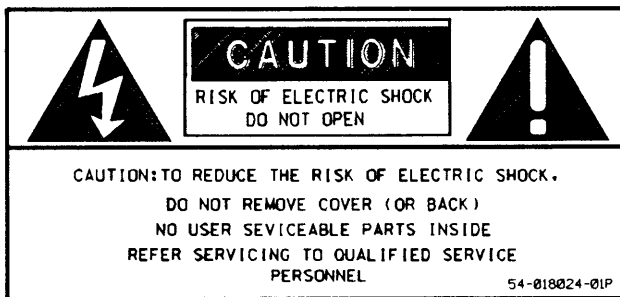 CAUTION
RISK OF ELECTRIC SHOCK
DO NOT OPEN
CAUTION: TO REDUCE THE RISK OF ELECTRIC SHOCK.
DO NOT REMOVE COVER (OR BACK)
NO USER SEVICEABLE PARTS INSIDE
REFER SERVICING TO QUALIFIED SERVICE
PERSONNEL
54-018024-01P